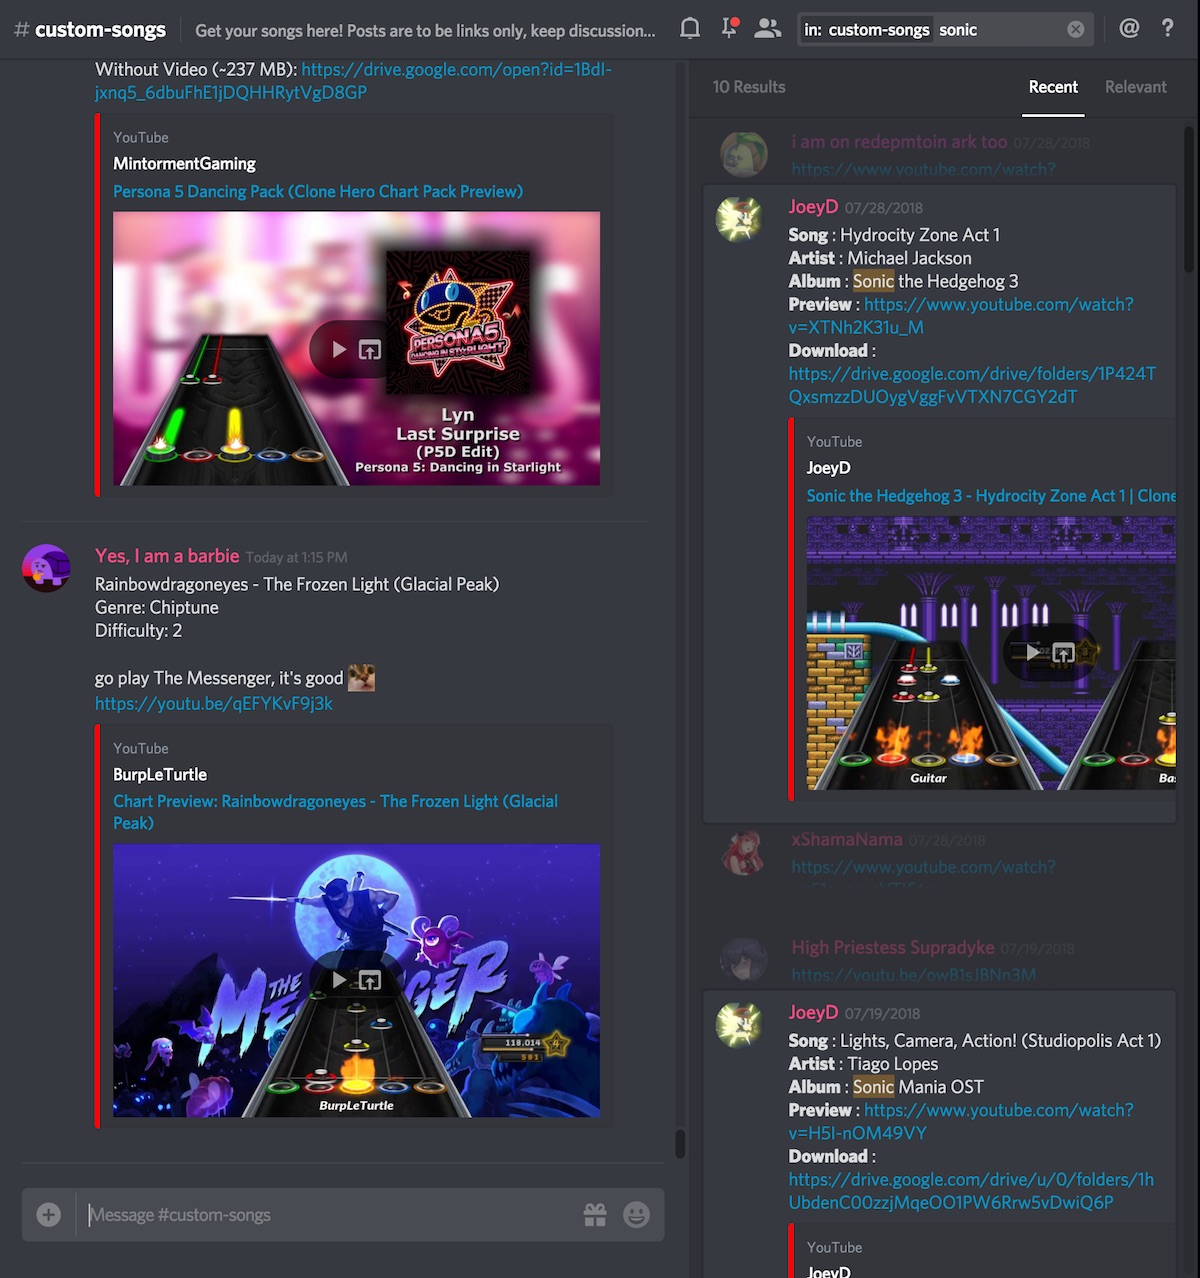 # custom-songs
Get your songs here! Posts are to be links only, keep discussion...
in: custom-songs sonic
@ ?
Without Video (~237 MB): https://drive.google.com/open?id=1BdI-
jxnq5_6dbuFhE1jDQHHRytVgD8GP
YouTube
MintormentGaming
Persona 5 Dancing Pack (Clone Hero Chart Pack Preview)
PERSONA5
DANCING IN STARLIGHT
Lyn
Last Surprise
(P5D Edit)
Persona 5: Dancing in Starlight
Yes, I am a barbie Today at 1:15 PM
Rainbowdragoneyes - The Frozen Light (Glacial Peak)
Genre: Chiptune
Difficulty: 2
go play The Messenger, it's good
https://youtu.be/qEFYKvF9j3k
YouTube
BurpLeTurtle
Chart Preview: Rainbowdragoneyes - The Frozen Light (Glacial
Peak)
THE
118,014
4
591
BurpLeTurtle
Message #custom-songs
10 Results
Recent
Relevant
i am on redepmtoin ark too 07/28/2018
https://www.youtube.com/watch?
JoeyD 07/28/2018
Song : Hydrocity Zone Act 1
Artist : Michael Jackson
Album : Sonic the Hedgehog 3
Preview : https://www.youtube.com/watch?
v=XTNh2K31u_M
Download :
https://drive.google.com/drive/folders/1P424T
QxsmzzDUOygVggFvVTXN7CGY2dT
YouTube
JoeyD
Sonic the Hedgehog 3 - Hydrocity Zone Act 1 | Clone
Guitar
Ba
xShamaNama 07/28/2018
https://www.youtube.com/watch?
High Priestess Supradyke 07/19/2018
https://youtu.be/owB1sJBNn3M
JoeyD 07/19/2018
Song : Lights, Camera, Action! (Studiopolis Act 1)
Artist : Tiago Lopes
Album : Sonic Mania OST
Preview : https://www.youtube.com/watch?
v=H5I-nOM49VY
Download :
https://drive.google.com/drive/u/0/folders/1h
UbdenC00zzjMqeOO1PW6Rrw5vDwiQ6P
YouTube
JoeyD